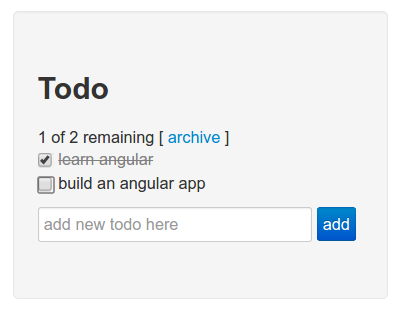 Todo
1 of 2 remaining [ archive ]
learn angular
build an angular app
add new todo here
add